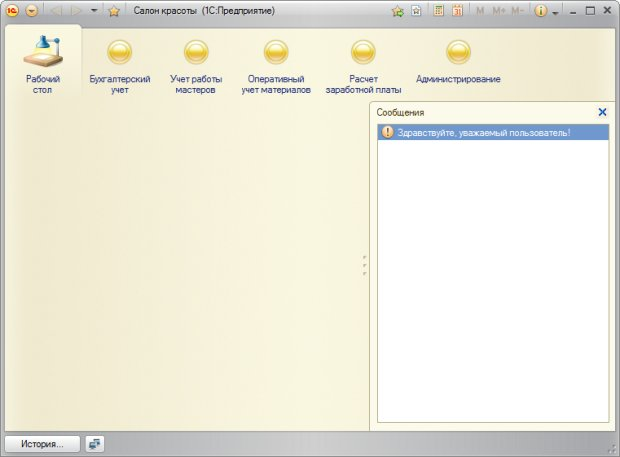 Салон красоты (1С:Предприятие)
M M+ M-
Рабочий
стол
Бухгалтерский
учет
Учет работы
мастеров
Оперативный
учет материалов
Расчет
заработной платы
Администрирование
Сообщения
Здравствуйте, уважаемый пользователь!
История...